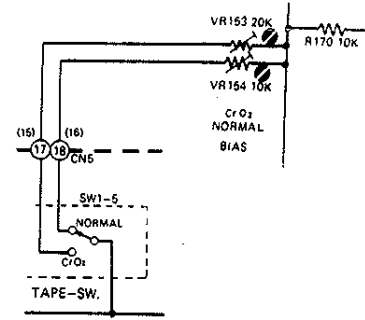 VR153 20K
R170 10K
VR154 10K
CrO2
NORMAL
BIAS
(15) (16)
17 18
CN5
SW1-5
NORMAL
CrO2
TAPE-SW.